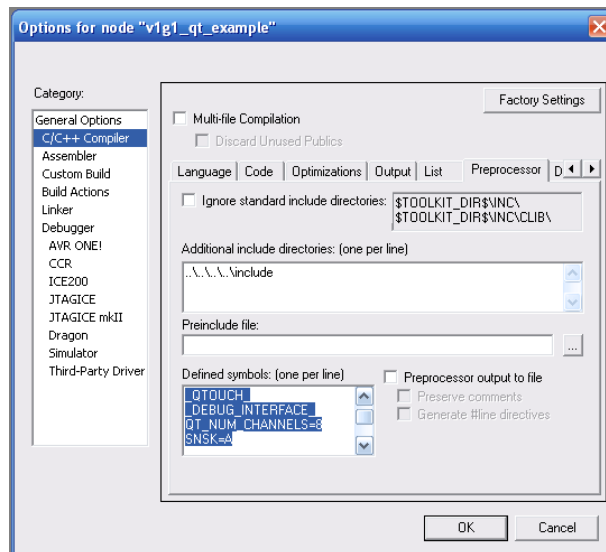 Options for node "v1g1_qt_example"
Category:
General Options
C/C++ Compiler
Assembler
Custom Build
Build Actions
Linker
Debugger
AVR ONE!
CCR
ICE200
JTAGICE
JTAGICE mkII
Dragon
Simulator
Third-Party Driver
Factory Settings
Multi-file Compilation
Discard Unused Publics
Language Code Optimizations Output List Preprocessor D
Ignore standard include directories:
$TOOLKIT_DIR$\INC\
$TOOLKIT_DIR$\INC\CLIB\
Additional include directories: (one per line)
..\..\..\..\include
Preinclude file:
...
Defined symbols: (one per line)
_QTOUCH_
_DEBUG_INTERFACE_
QT_NUM_CHANNELS=8
SNSK=A
Preprocessor output to file
Preserve comments
Generate #line directives
OK Cancel